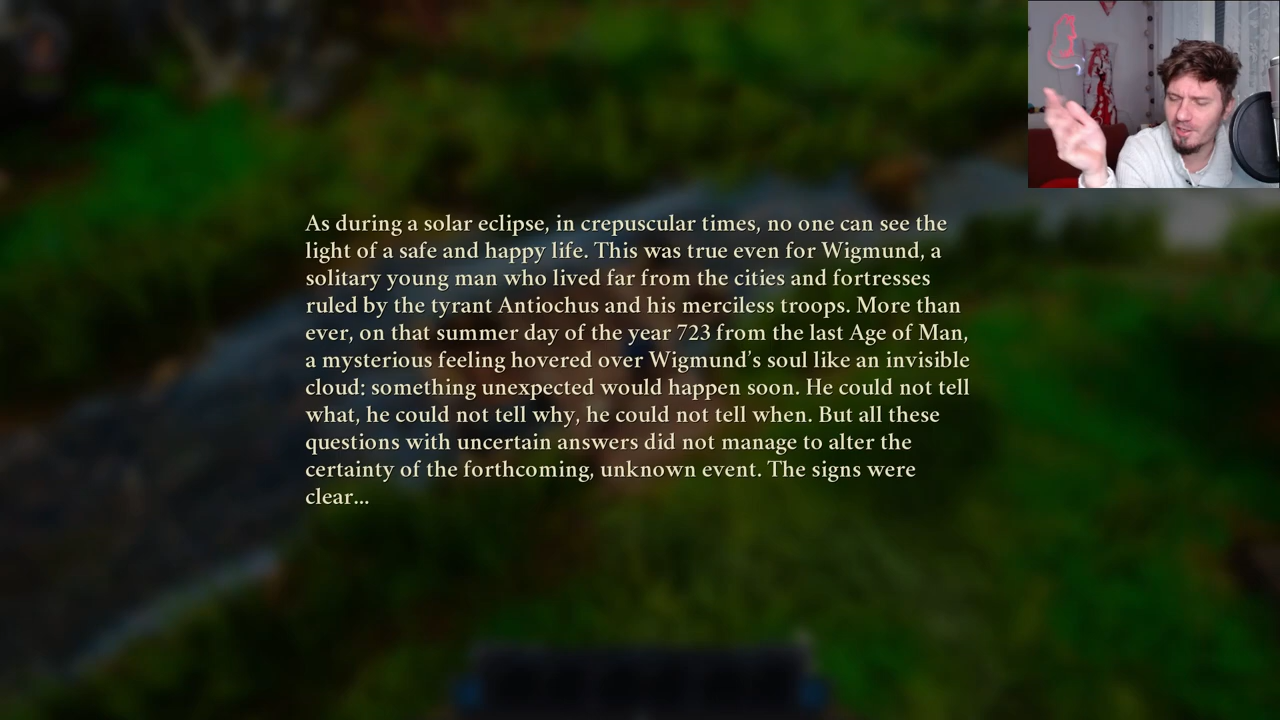 As during a solar eclipse, in crepuscular times, no one can see the
light of a safe and happy life. This was true even for Wigmund, a
solitary young man who lived far from the cities and fortresses
ruled by the tyrant Antiochus and his merciless troops. More than
ever, on that summer day of the year 723 from the last Age of Man,
a mysterious feeling hovered over Wigmund's soul like an invisible
cloud: something unexpected would happen soon. He could not tell
what, he could not tell why, he could not tell when. But all these
questions with uncertain answers did not manage to alter the
certainty of the forthcoming, unknown event. The signs were
clear...